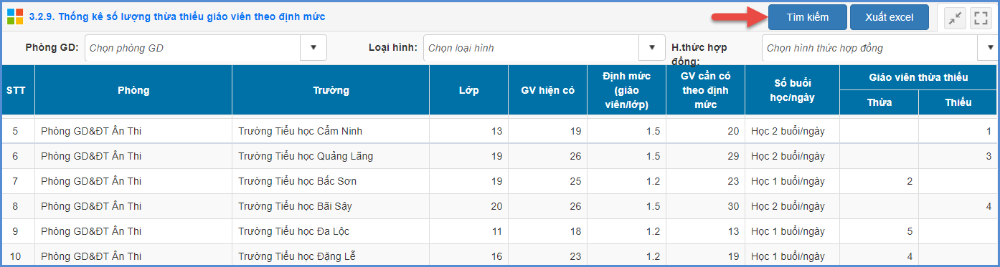 3.2.9. Thống kê số lượng thừa thiếu giáo viên theo định mức
Tìm kiếm
Xuất excel
Phòng GD: Chọn phòng GD
Loại hình: Chọn loại hình
H.thức hợp đồng: Chọn hình thức hợp đồng
STT Phòng Trường Lớp GV hiện có Định mức (giáo viên/lớp) GV cần có theo định mức Số buổi học/ngày Giáo viên thừa thiếu
Thừa Thiếu
5 Phòng GD&ĐT Ân Thi Trường Tiểu học Cẩm Ninh 13 19 1.5 20 Học 2 buổi/ngày 1
6 Phòng GD&ĐT Ân Thi Trường Tiểu học Quảng Lãng 19 26 1.5 29 Học 2 buổi/ngày 3
7 Phòng GD&ĐT Ân Thi Trường Tiểu học Bắc Sơn 19 25 1.2 23 Học 1 buổi/ngày 2
8 Phòng GD&ĐT Ân Thi Trường Tiểu học Bãi Sậy 20 26 1.5 30 Học 2 buổi/ngày 4
9 Phòng GD&ĐT Ân Thi Trường Tiểu học Đa Lộc 11 18 1.2 13 Học 1 buổi/ngày 5
10 Phòng GD&ĐT Ân Thi Trường Tiểu học Đặng Lễ 16 23 1.2 19 Học 1 buổi/ngày 4